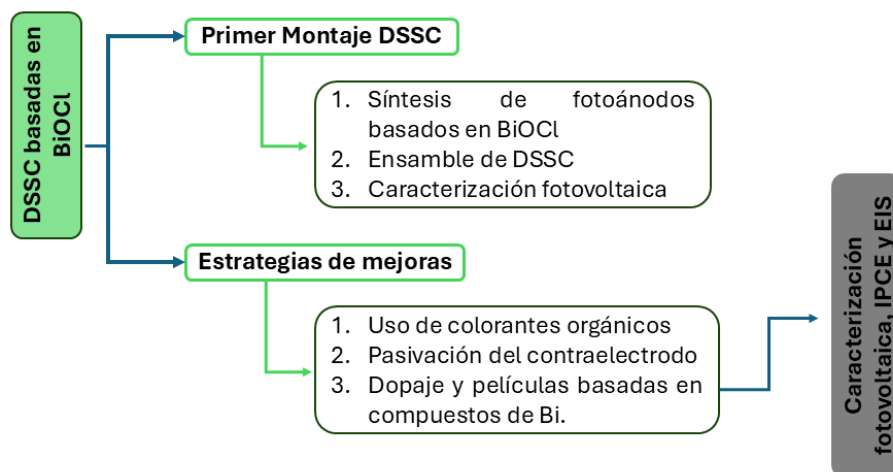 DSSC basadas en
BiOCl
Primer Montaje DSSC
1. Síntesis de fotoánodos
basados en BiOCl
2. Ensamble de DSSC
3. Caracterización fotovoltaica
Estrategias de mejoras
1. Uso de colorantes orgánicos
2. Pasivación del contraelectrodo
3. Dopaje y películas basadas en
compuestos de Bi.
Caracterización
fotovoltaica, IPCE y EIS